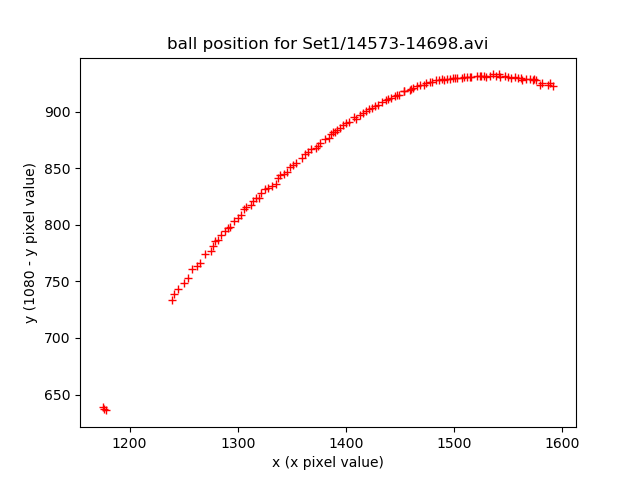 ball position for Set1/14573-14698.avi
y (1080 - y pixel value)
900
850
800
750
700
650
1200 1300 1400 1500 1600
x (x pixel value)